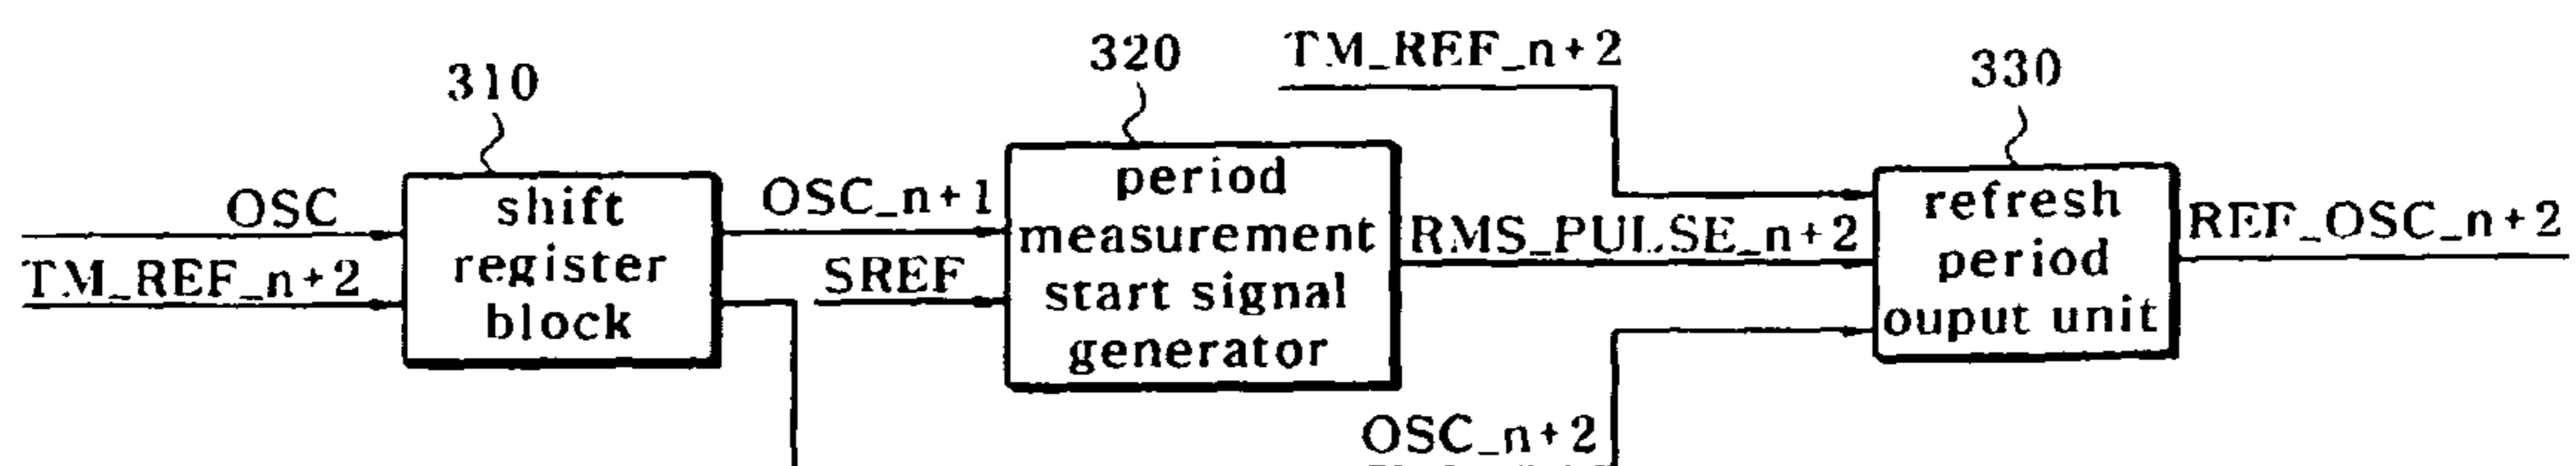 320
TM_REF_n+2
330
310
OSC
TM_REF_n+2
shift
register
block
OSC_n+1
SREF
period
measurement
start signal
generator
RMS_PULSE_n+2
refresh
period
ouput unit
REF_OSC_n+2
OSC_n+2